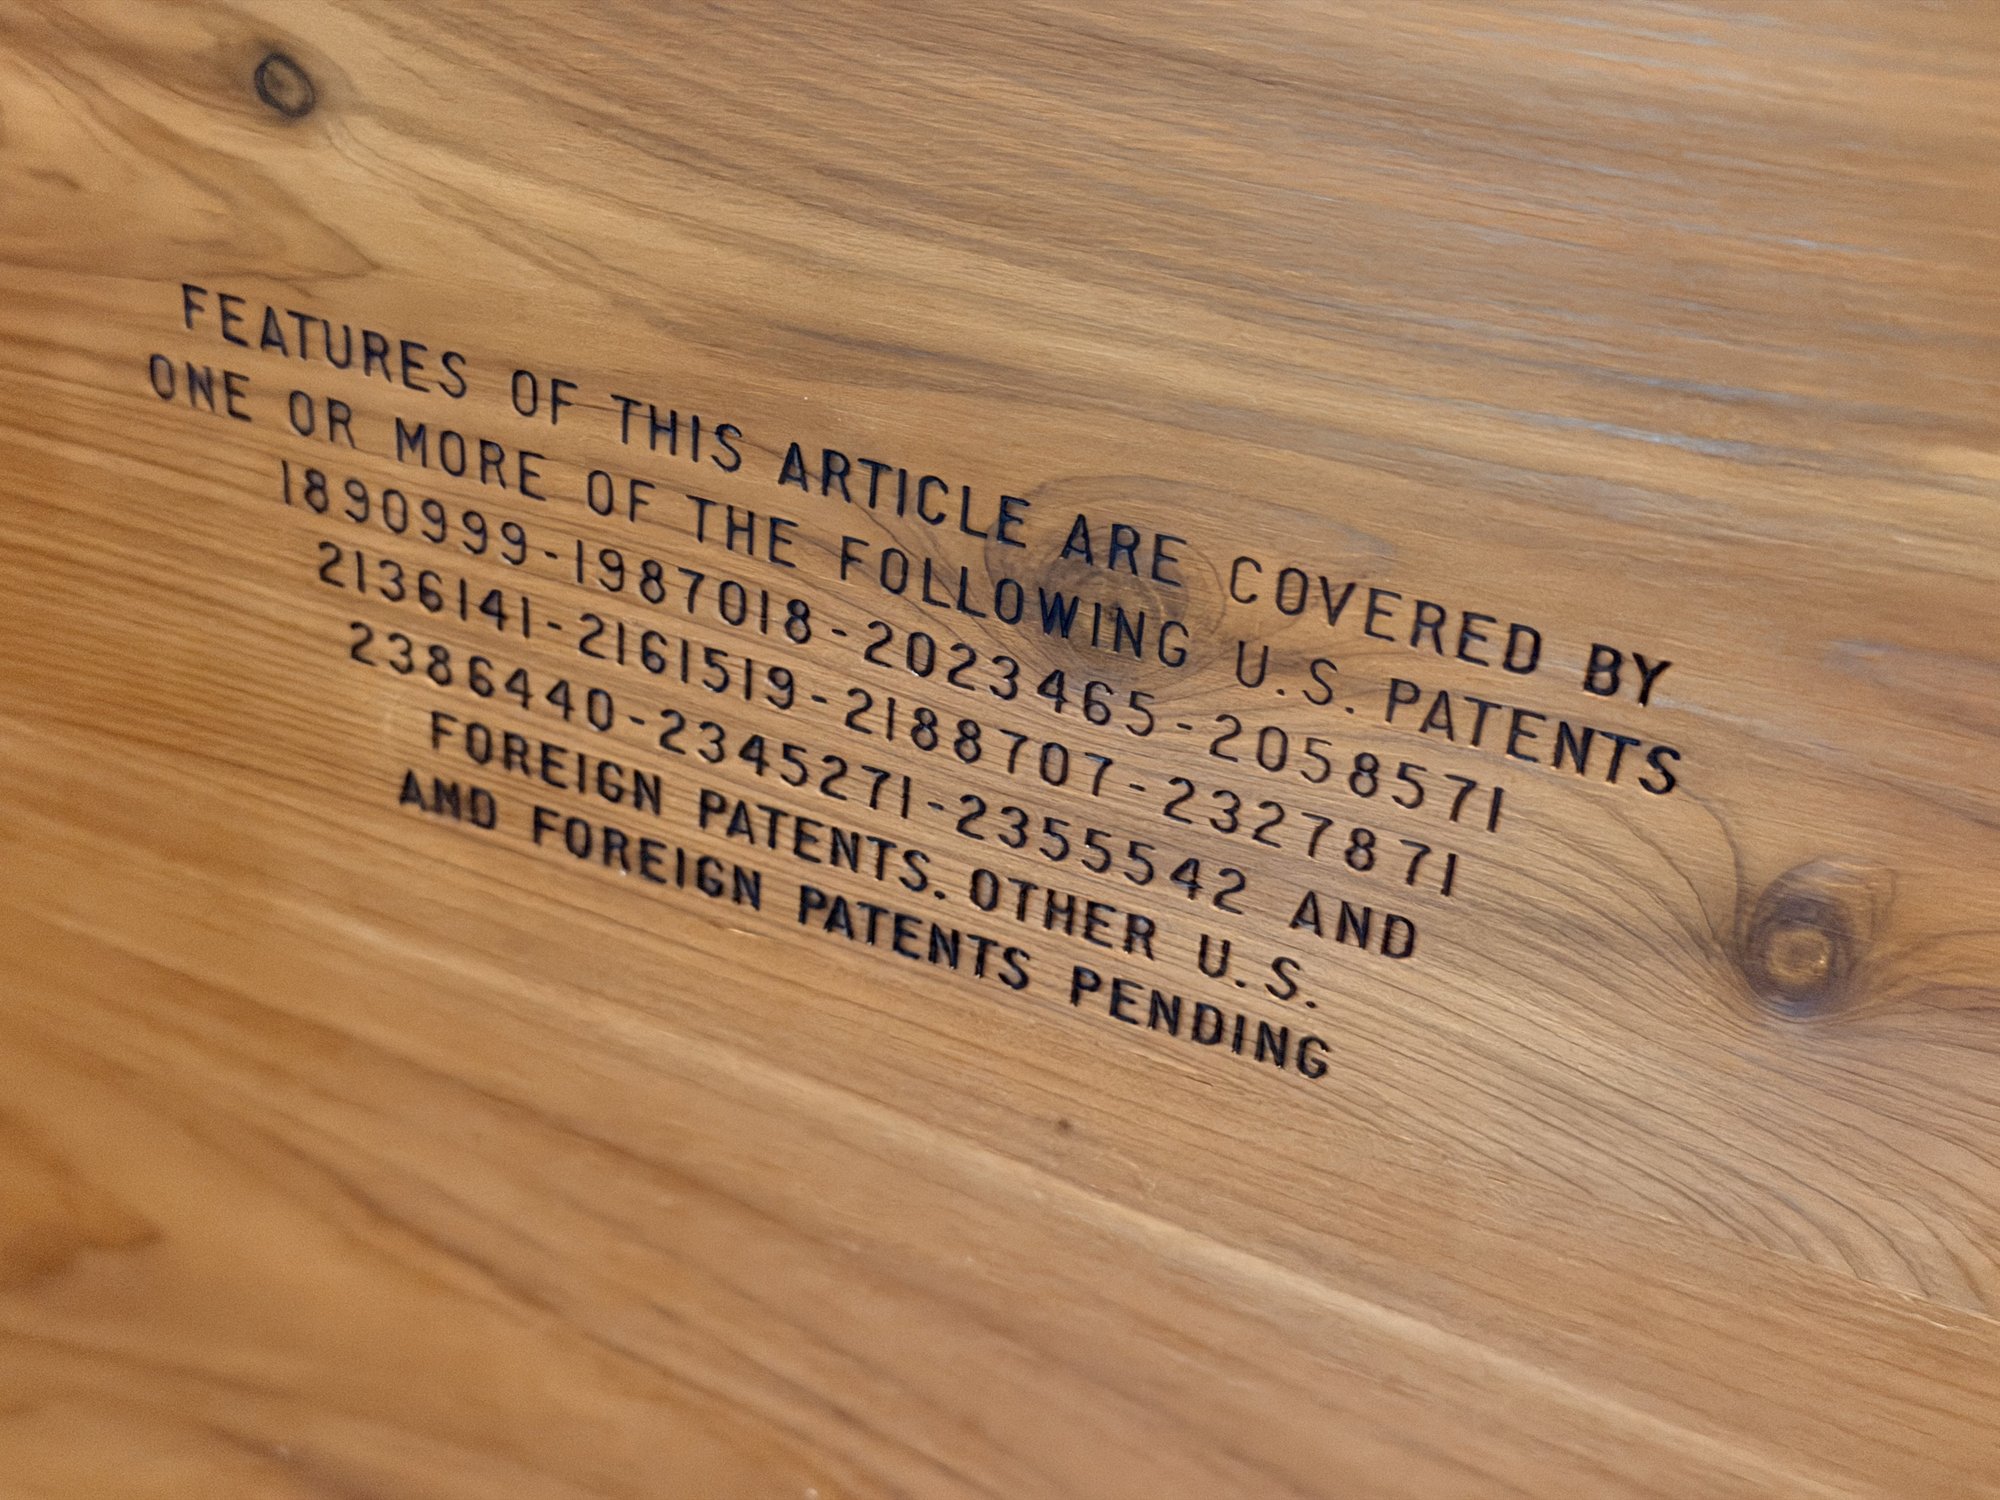 FEATURES OF THIS ARTICLE ARE COVERED BY
ONE OR MORE OF THE FOLLOWING U.S. PATENTS
1890999-1987018-2023465-2058571
2136141-2161519-2188707-2327871
2386440-2345271-2355542 AND
FOREIGN PATENTS. OTHER U.S.
AND FOREIGN PATENTS PENDING